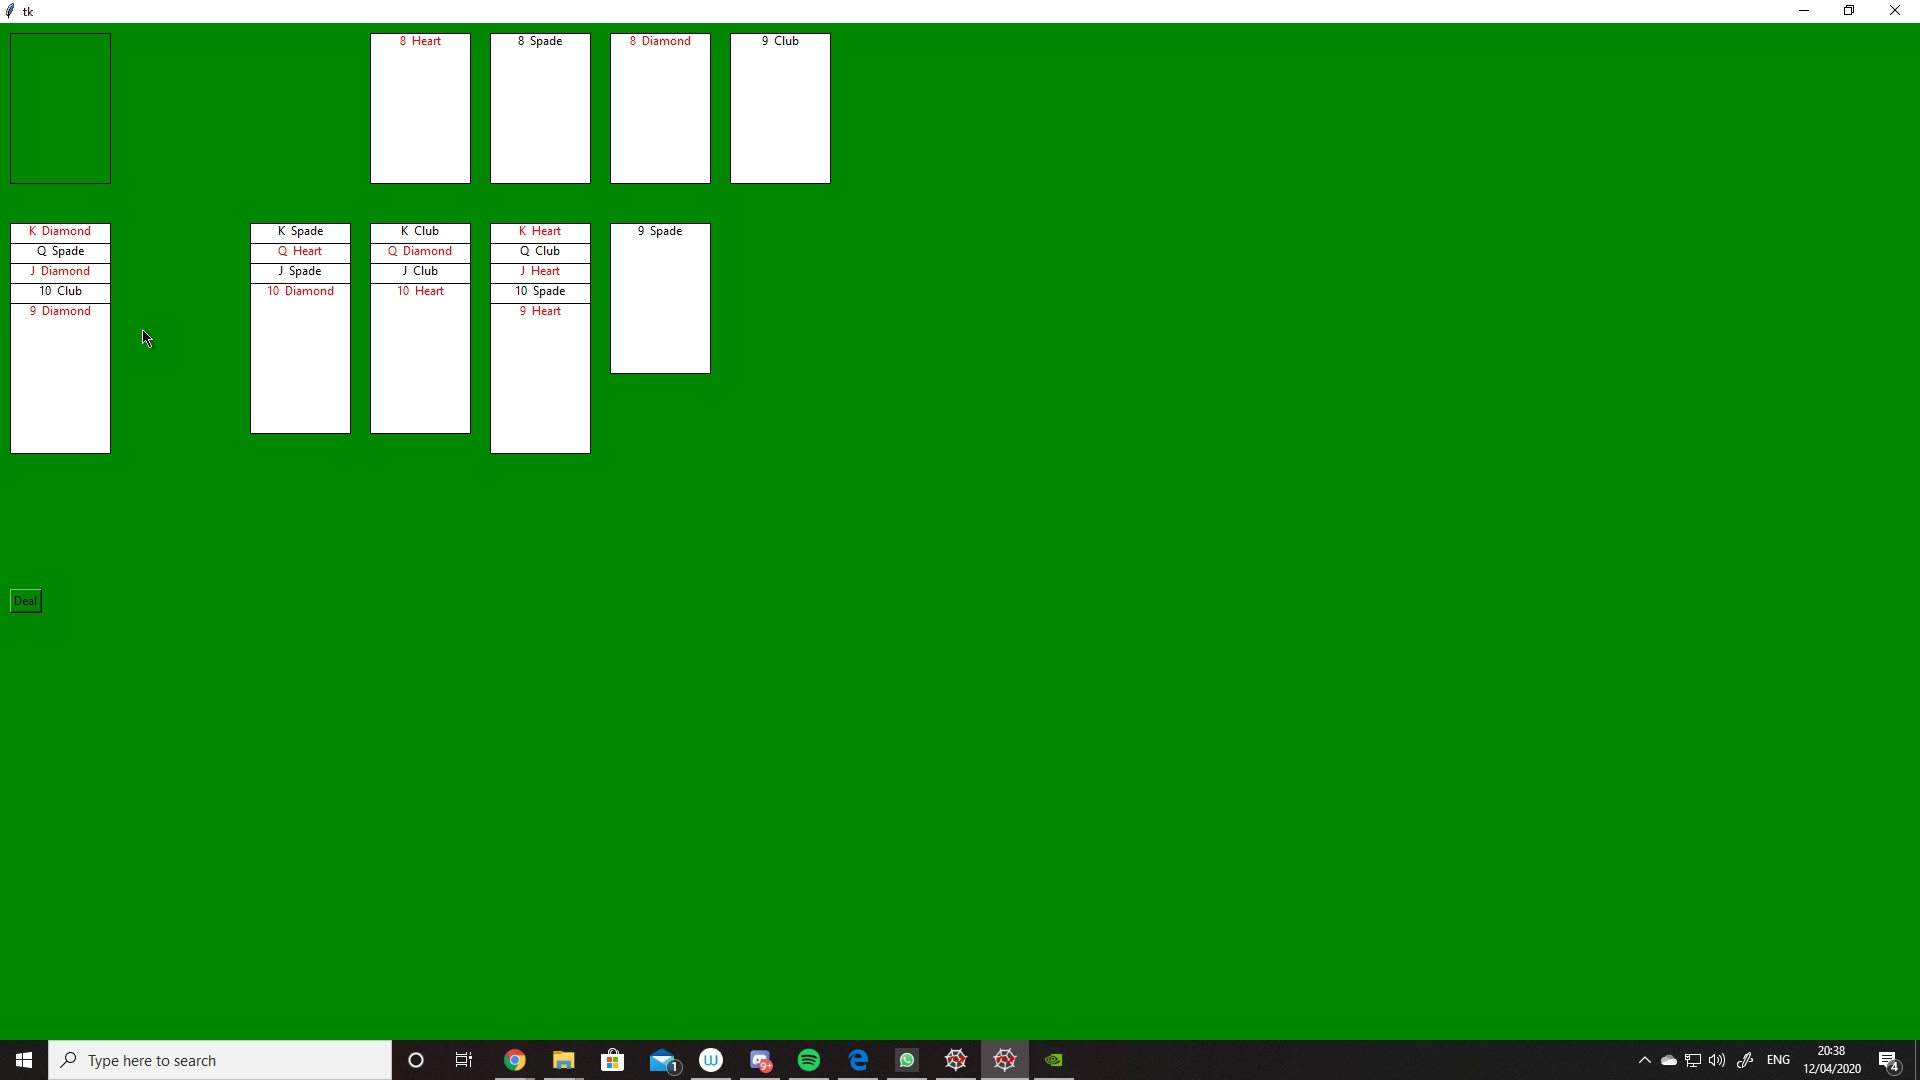 tk
8 Heart
8 Spade
8 Diamond
9 Club
K Diamond
Q Spade
J Diamond
10 Club
9 Diamond
K Spade
Q Heart
J Spade
10 Diamond
K Club
Q Diamond
J Club
10 Heart
K Heart
Q Club
J Heart
10 Spade
9 Heart
9 Spade
Deal
Type here to search
1
W
9+
ENG
20:38
12/04/2020
4